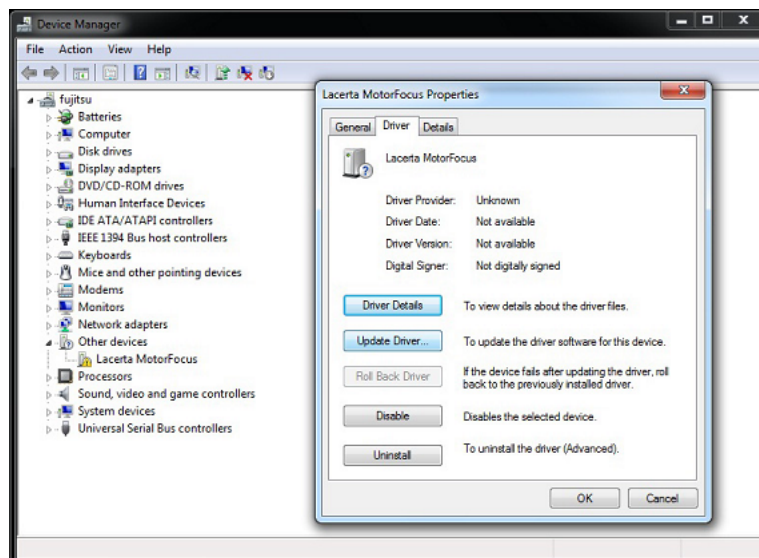 Device Manager
File Action View Help
fujitsu
Batteries
Computer
Disk drives
Display adapters
DVD/CD-ROM drives
Human Interface Devices
IDE ATA/ATAPI controllers
IEEE 1394 Bus host controllers
Keyboards
Mice and other pointing devices
Modems
Monitors
Network adapters
Other devices
Lacerta MotorFocus
Processors
Sound, video and game controllers
System devices
Universal Serial Bus controllers
Lacerta MotorFocus Properties
General Driver Details
Lacerta MotorFocus
Driver Provider: Unknown
Driver Date: Not available
Driver Version: Not available
Digital Signer: Not digitally signed
Driver Details To view details about the driver files.
Update Driver... To update the driver software for this device.
Roll Back Driver If the device fails after updating the driver, roll
back to the previously installed driver.
Disable Disables the selected device.
Uninstall To uninstall the driver (Advanced).
OK Cancel